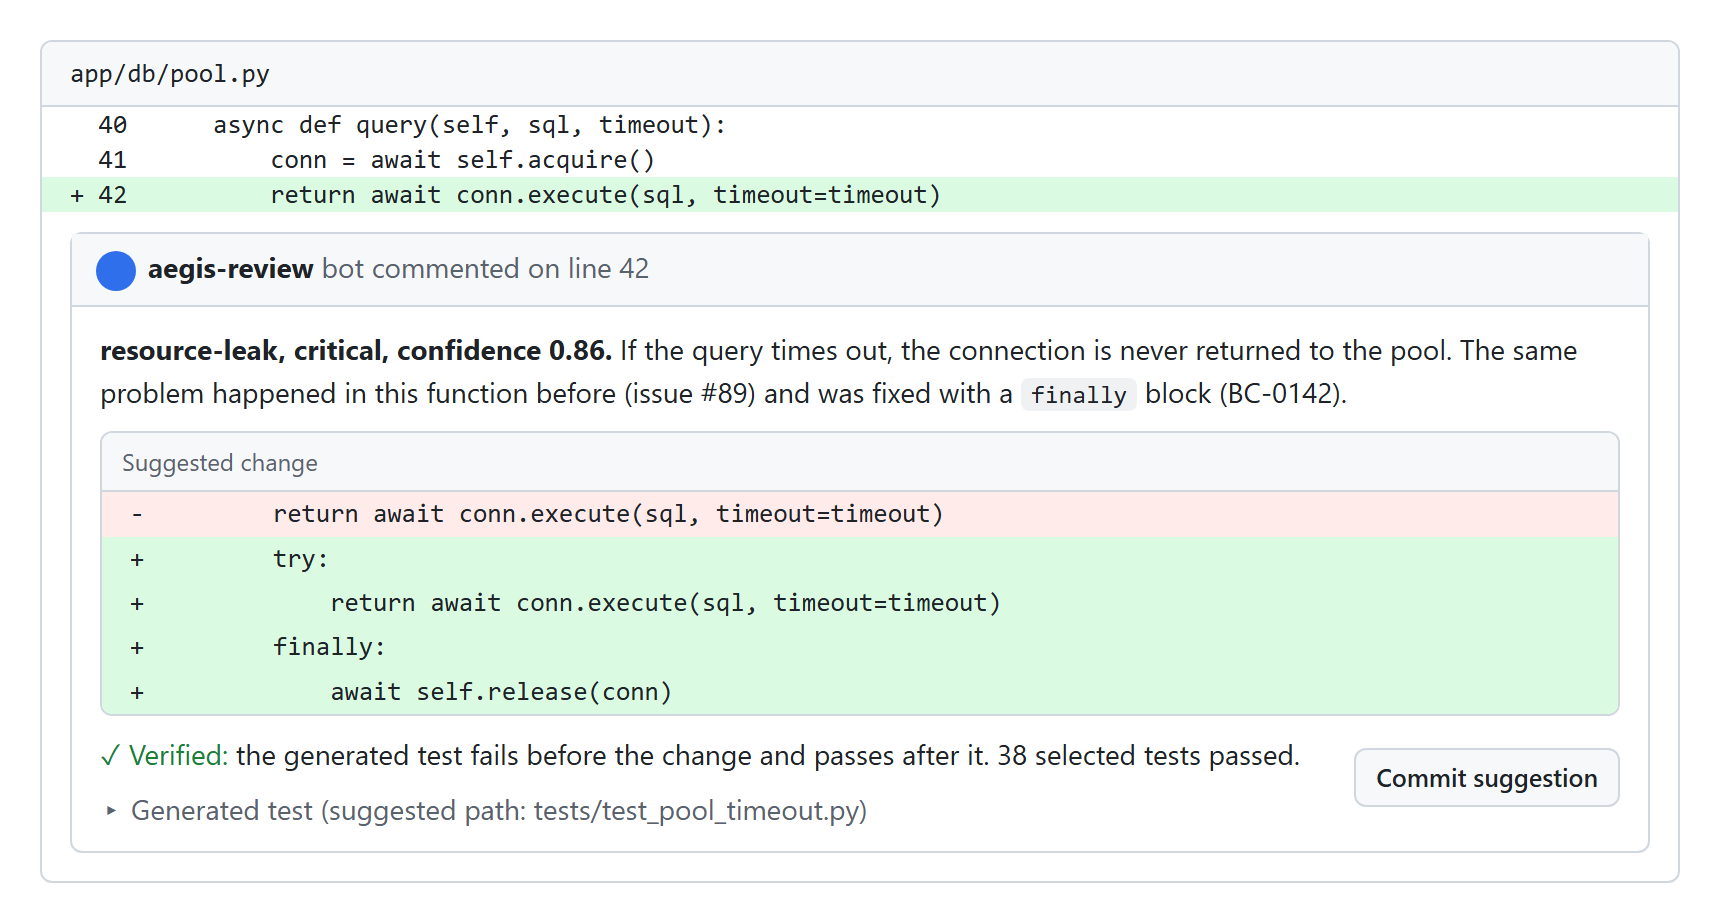 app/db/pool.py
40      async def query(self, sql, timeout):
41          conn = await self.acquire()
+ 42          return await conn.execute(sql, timeout=timeout)
aegis-review bot commented on line 42
resource-leak, critical, confidence 0.86. If the query times out, the connection is never returned to the pool. The same
problem happened in this function before (issue #89) and was fixed with a finally block (BC-0142).
Suggested change
-         return await conn.execute(sql, timeout=timeout)
+         try:
+             return await conn.execute(sql, timeout=timeout)
+         finally:
+             await self.release(conn)
✓ Verified: the generated test fails before the change and passes after it. 38 selected tests passed.
Commit suggestion
▸ Generated test (suggested path: tests/test_pool_timeout.py)